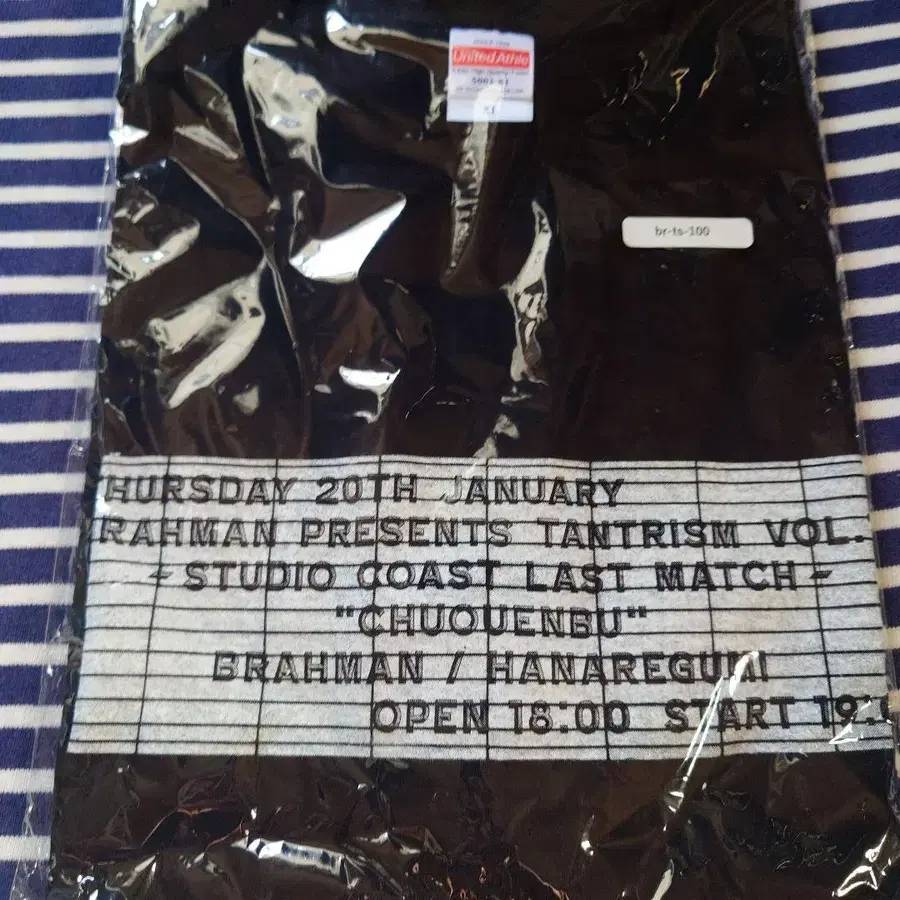 United Athle
br-ts-100
HURSDAY 20TH JANUARY
RAHMAN PRESENTS TANTRISM VOL.
- STUDIO COAST LAST MATCH -
"CHUOUENBU"
BRAHMAN / HANAREGUMI
OPEN 18:00 START 19: